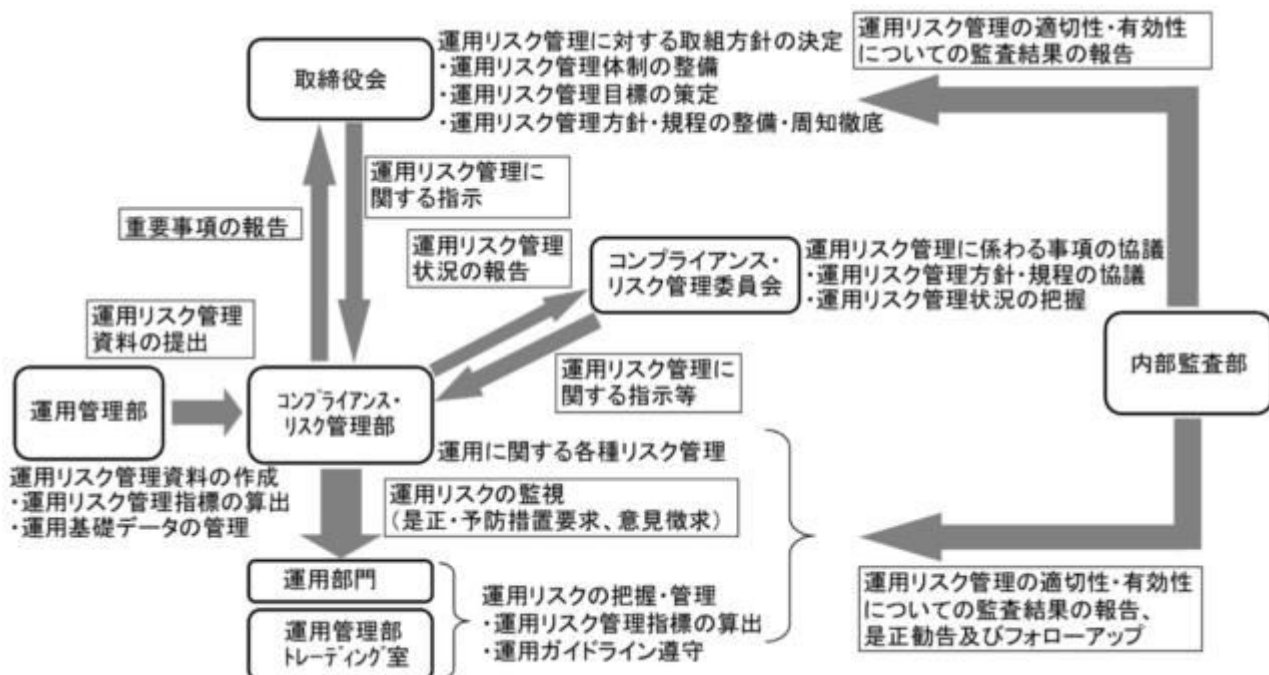 運用リスク管理に対する取組方針の決定
・運用リスク管理体制の整備
・運用リスク管理目標の策定
・運用リスク管理方針・規程の整備・周知徹底
取締役会
運用リスク管理の適切性・有効性
についての監査結果の報告
運用リスク管理に
関する指示
重要事項の報告
運用リスク管理
状況の報告
コンプライアンス・
リスク管理委員会
運用リスク管理に係わる事項の協議
・運用リスク管理方針・規程の協議
・運用リスク管理状況の把握
運用リスク管理
資料の提出
運用リスク管理に
関する指示等
内部監査部
運用管理部
コンプライアンス・
リスク管理部
運用に関する各種リスク管理
運用リスク管理資料の作成
・運用リスク管理指標の算出
・運用基礎データの管理
運用リスクの監視
(是正・予防措置要求、意見徴求)
運用部門
運用管理部
トレーディング室
運用リスクの把握・管理
・運用リスク管理指標の算出
・運用ガイドライン遵守
運用リスク管理の適切性・有効性
についての監査結果の報告、
是正勧告及びフォローアップ